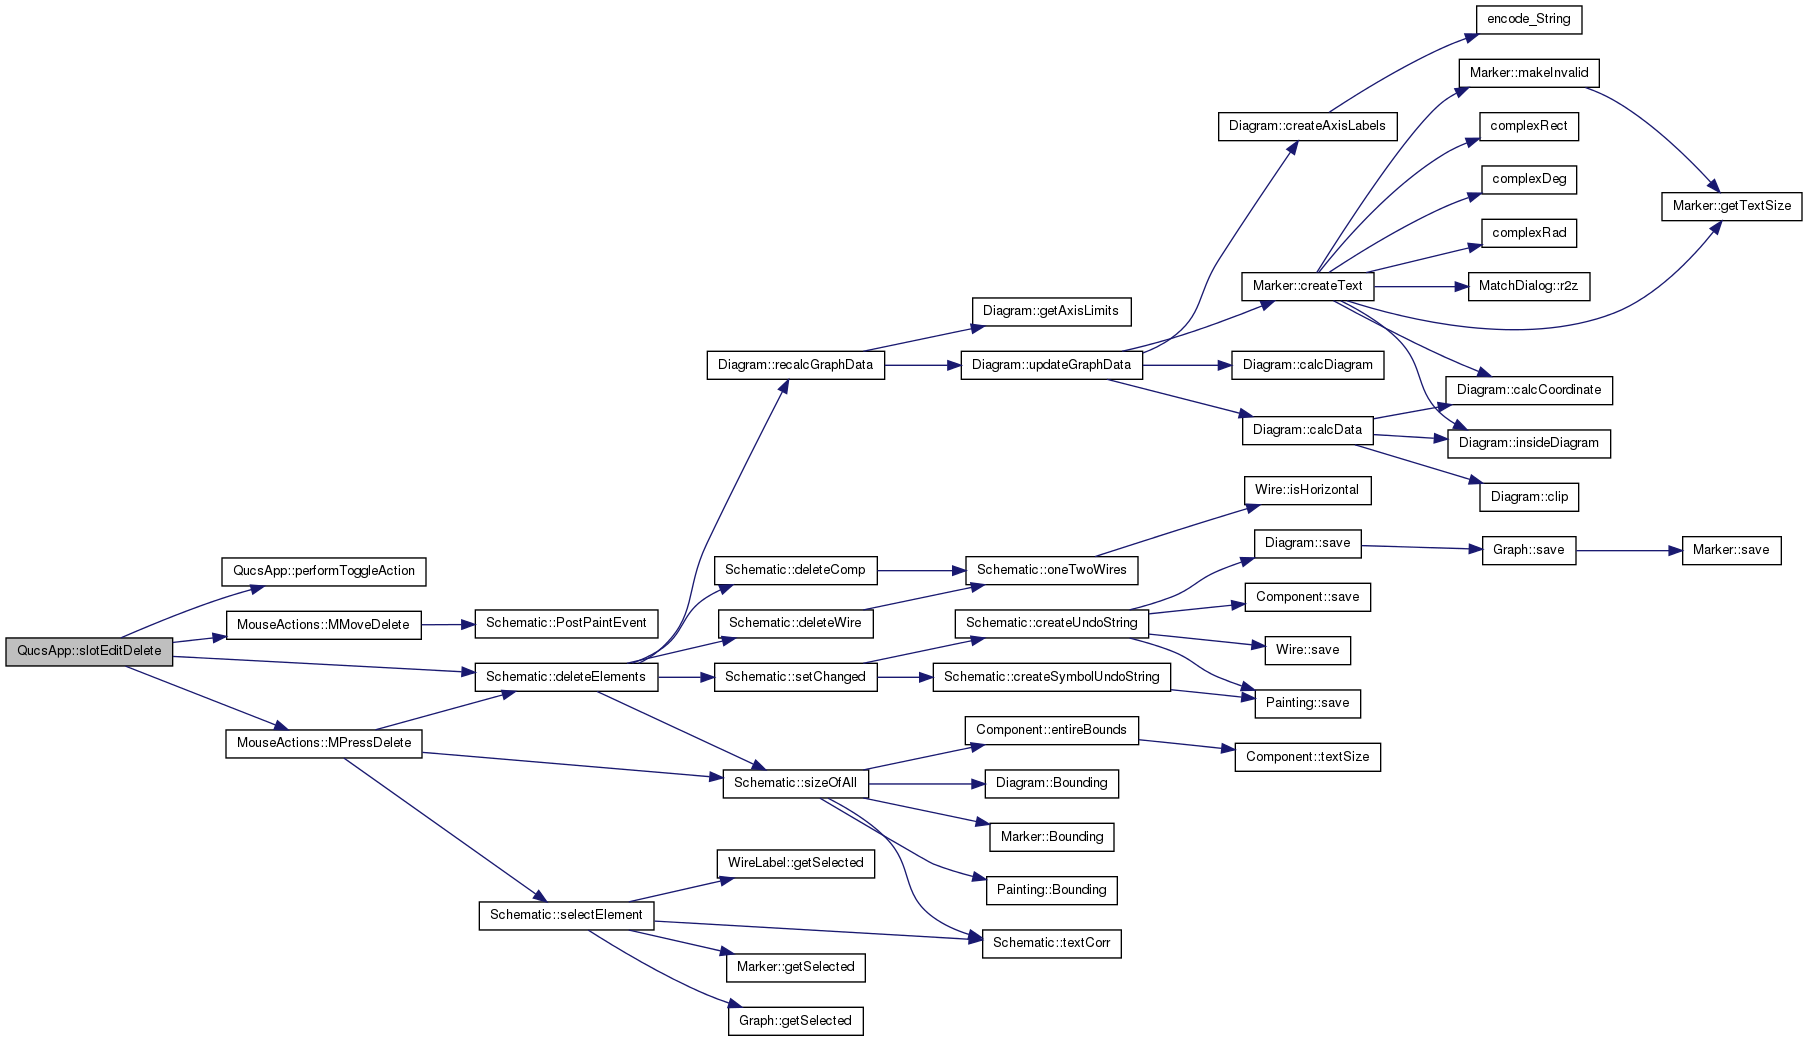 encode_String
Marker::makeInvalid
Diagram::createAxisLabels
complexRect
complexDeg
Marker::getTextSize
complexRad
Marker::createText
MatchDialog::r2z
Diagram::getAxisLimits
Diagram::recalcGraphData
Diagram::updateGraphData
Diagram::calcDiagram
Diagram::calcCoordinate
Diagram::calcData
Diagram::insideDiagram
Wire::isHorizontal
Diagram::clip
Diagram::save
Graph::save
Marker::save
QucsApp::performToggleAction
Schematic::deleteComp
Schematic::oneTwoWires
Component::save
MouseActions::MMoveDelete
Schematic::PostPaintEvent
Schematic::deleteWire
Schematic::createUndoString
QucsApp::slotEditDelete
Wire::save
Schematic::deleteElements
Schematic::setChanged
Schematic::createSymbolUndoString
Painting::save
MouseActions::MPressDelete
Component::entireBounds
Component::textSize
Schematic::sizeOfAll
Diagram::Bounding
Marker::Bounding
WireLabel::getSelected
Painting::Bounding
Schematic::selectElement
Schematic::textCorr
Marker::getSelected
Graph::getSelected